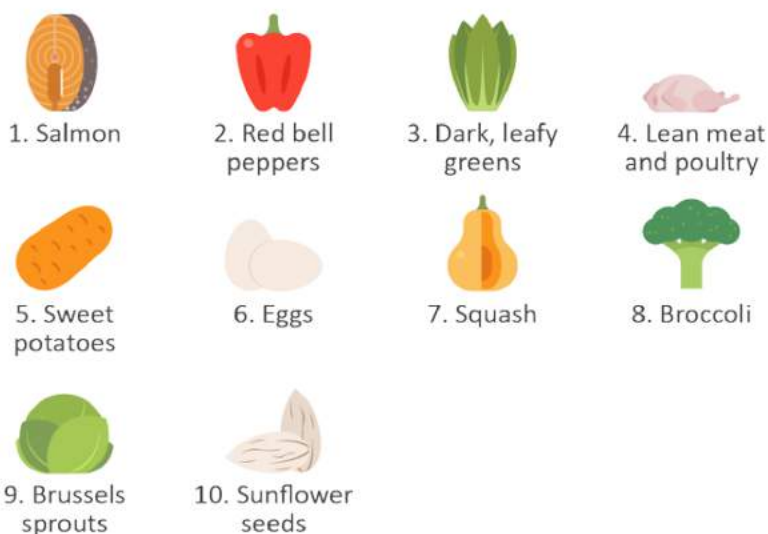 1. Salmon
2. Red bell
peppers
3. Dark, leafy
greens
4. Lean meat
and poultry
5. Sweet
potatoes
6. Eggs
7. Squash
8. Broccoli
9. Brussels
sprouts
10. Sunflower
seeds